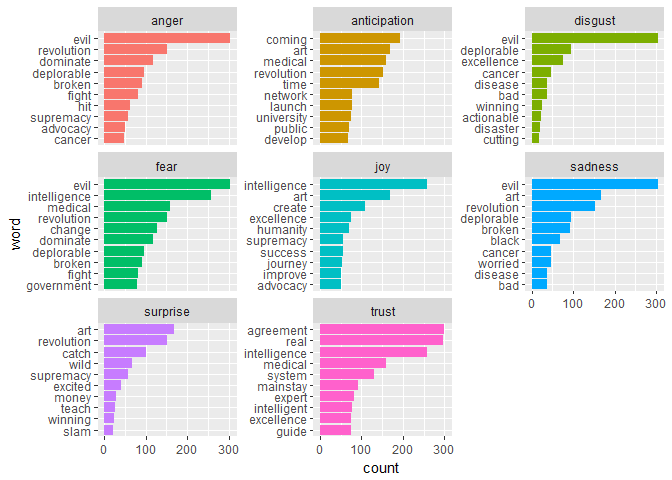 anger
evil
revolution
dominate
deplorable
broken
fight
hit
supremacy
advocacy
cancer
anticipation
coming
art
medical
revolution
time
network
launch
university
public
develop
disgust
evil
deplorable
excellence
cancer
disease
bad
winning
actionable
disaster
cutting
word
fear
evil
intelligence
medical
revolution
change
dominate
deplorable
broken
fight
government
joy
intelligence
art
create
excellence
humanity
supremacy
success
journey
improve
advocacy
sadness
evil
art
revolution
deplorable
broken
black
cancer
worried
disease
bad
0 100 200 300
surprise
art
revolution
catch
wild
supremacy
excited
money
teach
winning
slam
0 100 200 300
trust
agreement
real
intelligence
medical
system
mainstay
expert
intelligent
excellence
guide
0 100 200 300
count